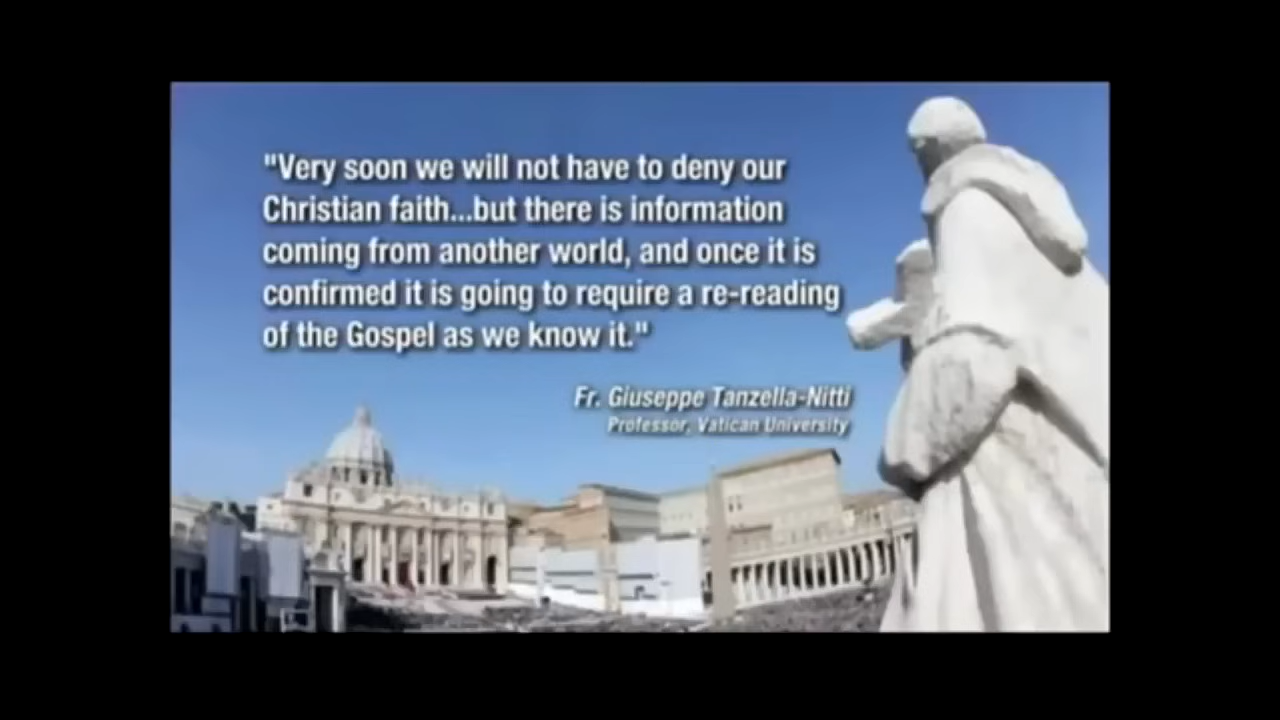 "Very soon we will not have to deny our
Christian faith...but there is information
coming from another world, and once it is
confirmed it is going to require a re-reading
of the Gospel as we know it."
Fr. Giuseppe Tanzella-Nitti
Professor, Vatican University